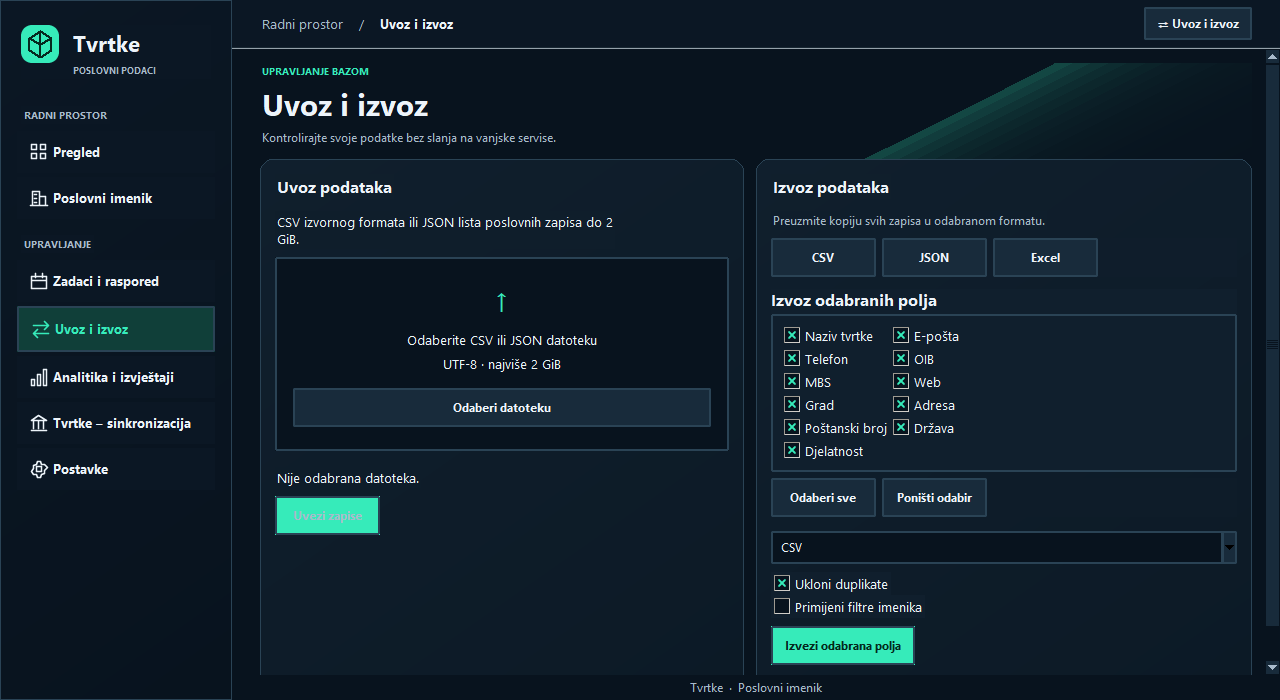 Tvrtke
POSLOVNI PODACI
RADNI PROSTOR
Pregled
Poslovni imenik
UPRAVLJANJE
Zadaci i raspored
Uvoz i izvoz
Analitika i izvještaji
Tvrtke – sinkronizacija
Postavke
Radni prostor / Uvoz i izvoz
⇄ Uvoz i izvoz
UPRAVLJANJE BAZOM
Uvoz i izvoz
Kontrolirajte svoje podatke bez slanja na vanjske servise.
Uvoz podataka
CSV izvornog formata ili JSON lista poslovnih zapisa do 2
GiB.
↑
Odaberite CSV ili JSON datoteku
UTF-8 · najviše 2 GiB
Odaberi datoteku
Nije odabrana datoteka.
Uvezi zapise
Izvoz podataka
Preuzmite kopiju svih zapisa u odabranom formatu.
CSV JSON Excel
Izvoz odabranih polja
Naziv tvrtke E-pošta
Telefon OIB
MBS Web
Grad Adresa
Poštanski broj Država
Djelatnost
Odaberi sve Poništi odabir
CSV
Ukloni duplikate
Primijeni filtre imenika
Izvezi odabrana polja
Tvrtke · Poslovni imenik